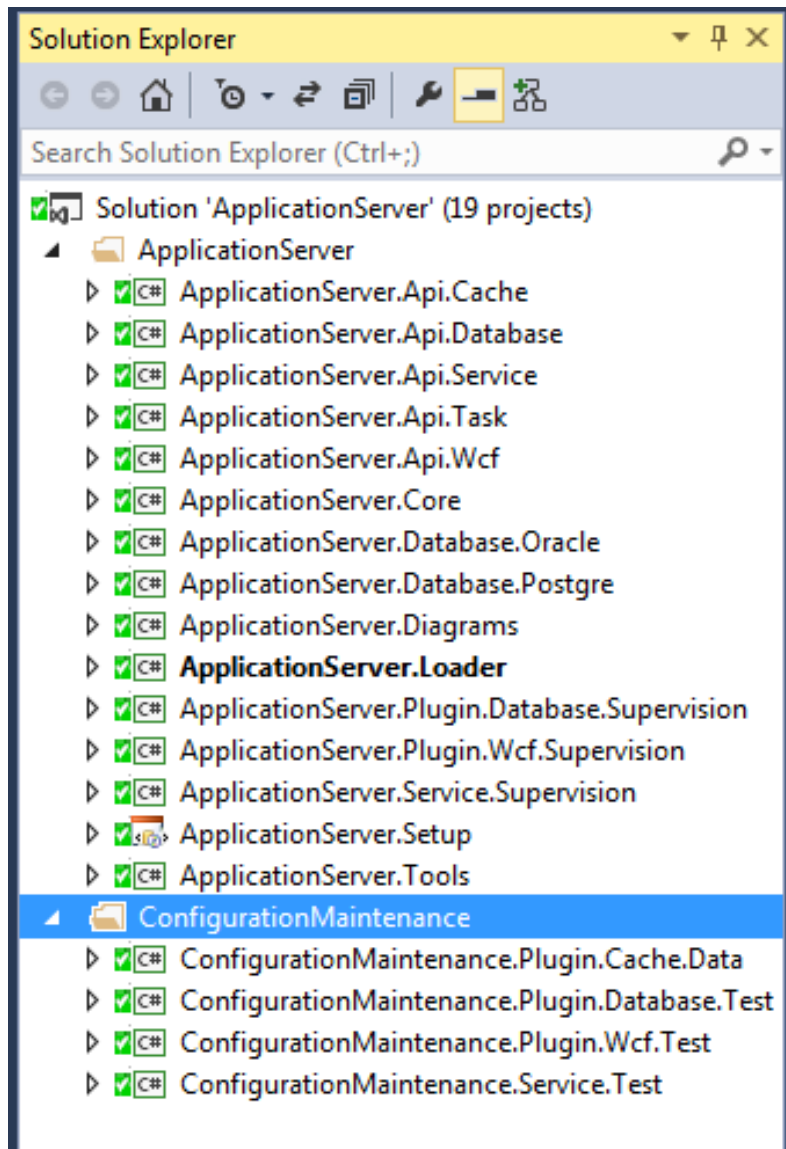 Solution Explorer
Search Solution Explorer (Ctrl+;)
Solution 'ApplicationServer' (19 projects)
ApplicationServer
C# ApplicationServer.Api.Cache
C# ApplicationServer.Api.Database
C# ApplicationServer.Api.Service
C# ApplicationServer.Api.Task
C# ApplicationServer.Api.Wcf
C# ApplicationServer.Core
C# ApplicationServer.Database.Oracle
C# ApplicationServer.Database.Postgre
C# ApplicationServer.Diagrams
C# ApplicationServer.Loader
C# ApplicationServer.Plugin.Database.Supervision
C# ApplicationServer.Plugin.Wcf.Supervision
C# ApplicationServer.Service.Supervision
ApplicationServer.Setup
C# ApplicationServer.Tools
ConfigurationMaintenance
C# ConfigurationMaintenance.Plugin.Cache.Data
C# ConfigurationMaintenance.Plugin.Database.Test
C# ConfigurationMaintenance.Plugin.Wcf.Test
C# ConfigurationMaintenance.Service.Test